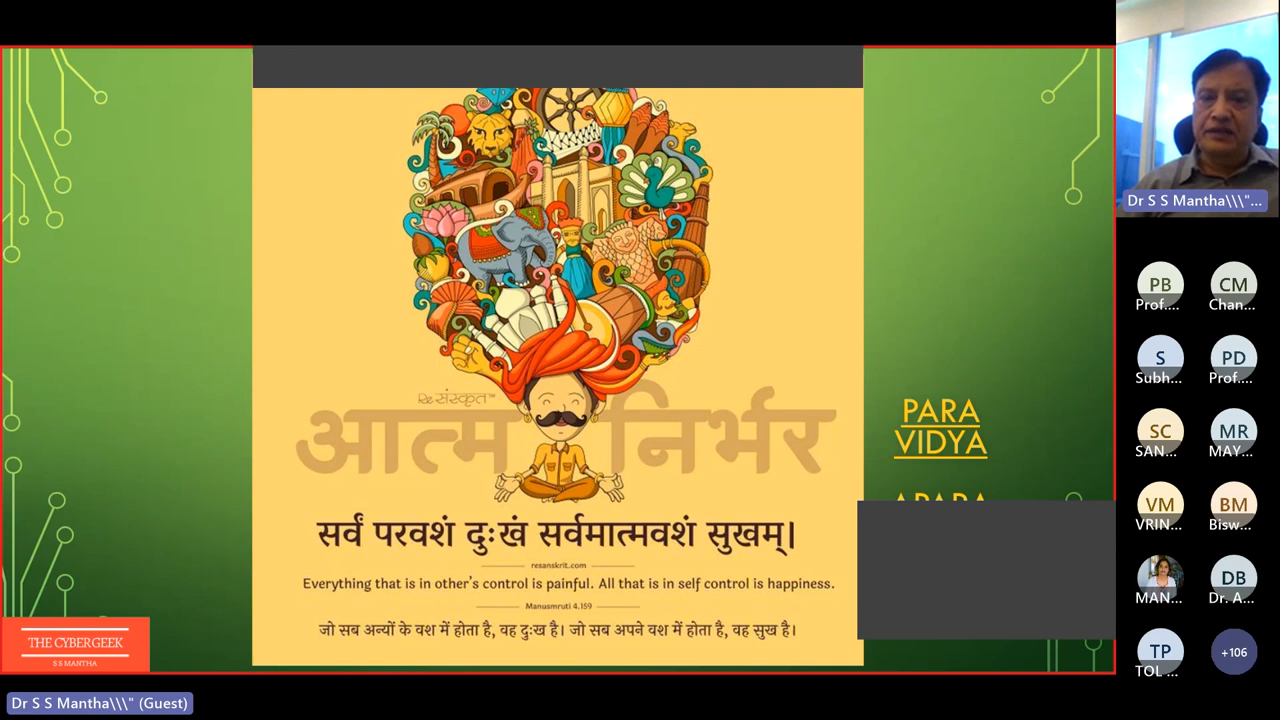 Re संस्कृत™
आत्म निर्भर
सर्वं परवशं दुःखं सर्वमात्मवशं सुखम्।
resanskrit.com
Everything that is in other's control is painful. All that is in self control is happiness.
Manusmruti 4.159
जो सब अन्यों के वश में होता है, वह दुःख है। जो सब अपने वश में होता है, वह सुख है।
PARA
VIDYA
APARA
THE CYBERGEEK
S S MANTHA
Dr S S Mantha\\\" (Guest)
Dr S S Mantha\\\"...
PB
Prof....
CM
Chan...
S
Subh...
PD
Prof....
SC
SAN...
MR
MAY...
VM
VRIN...
BM
Bisw...
MAN...
DB
Dr. A...
TP
TOL ...
+106